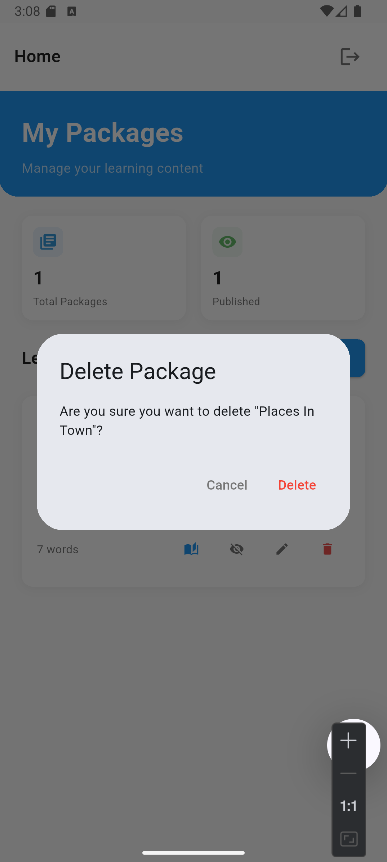 3:08 A
Home
My Packages
Manage your learning content
1
Total Packages
1
Published
Le
Delete Package
Are you sure you want to delete "Places In
Town"?
Cancel
Delete
7 words
1:1